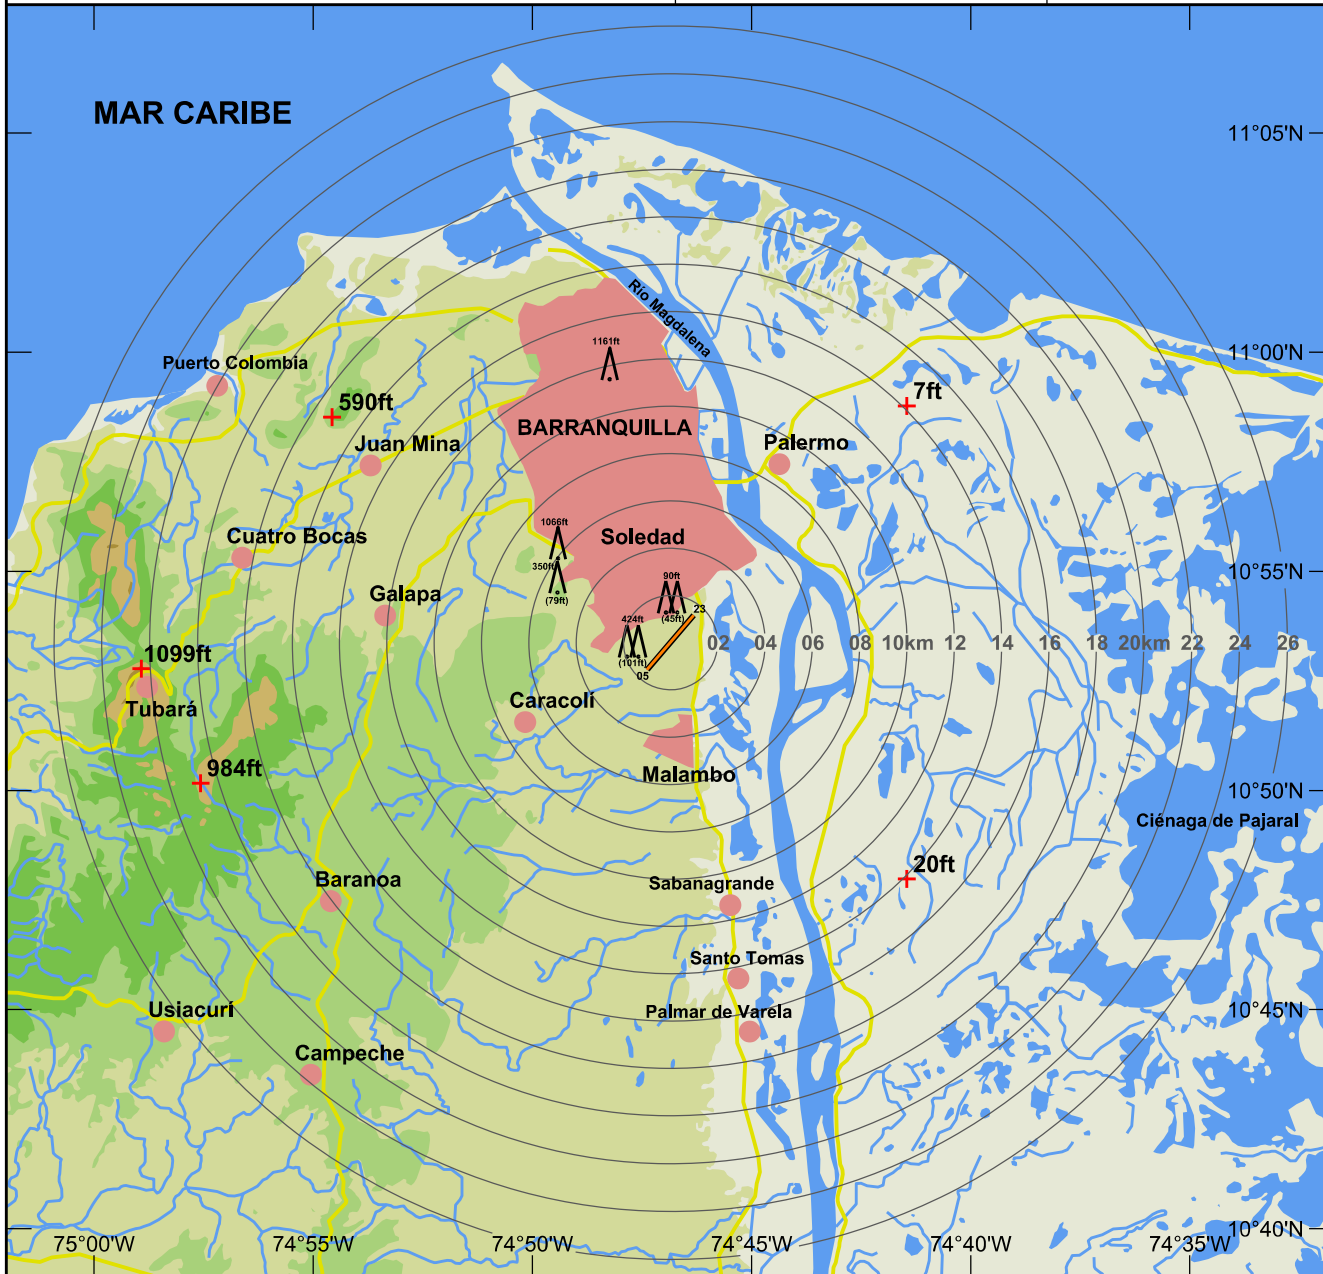 MAR CARIBE
11°05'N
Río Magdalena
1161ft
11°00'N
Puerto Colombia
590ft
7ft
BARRANQUILLA
Juan Mina
Palermo
1066ft
Cuatro Bocas
Soledad
350ft
10°55'N
90ft
Galapa
(79ft)
23
424ft
(45ft)
02 04 06 08 10km 12 14 16 18 20km 22 24 26
1099ft
(101ft)
05
Tubará
Caracolí
984ft
Malambo
10°50'N
Ciénaga de Pajaral
20ft
Baranoa
Sabanagrande
Santo Tomas
Usiacurí
Palmar de Varela
10°45'N
Campeche
10°40'N
75°00'W 74°55'W 74°50'W 74°45'W 74°40'W 74°35'W